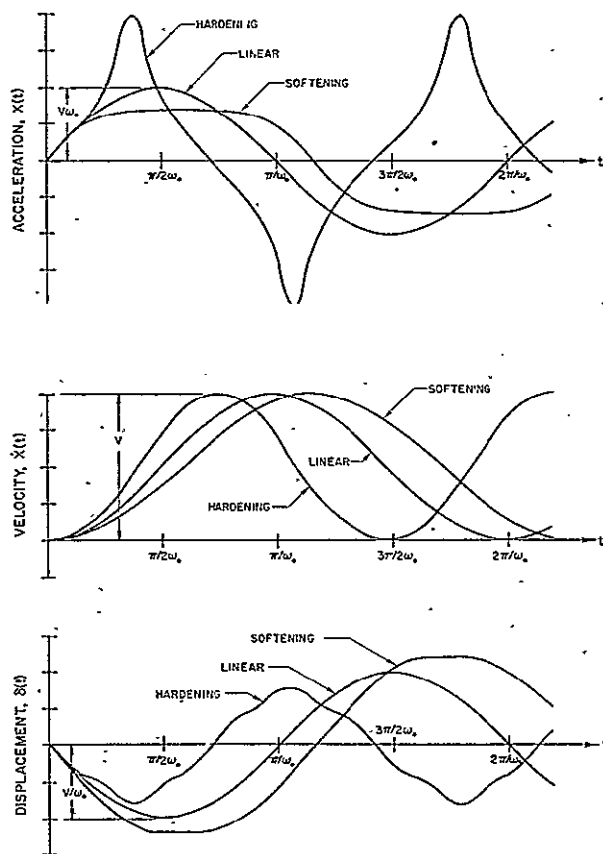 HARDENING
LINEAR
SOFTENING
Vω₀
ACCELERATION, Ẍ(t)
π/2ω₀
π/ω₀
3π/2ω₀
2π/ω₀
t
SOFTENING
V
LINEAR
HARDENING
VELOCITY, Ẋ(t)
π/2ω₀
π/ω₀
3π/2ω₀
2π/ω₀
t
SOFTENING
LINEAR
HARDENING
3π/2ω₀
π/2ω₀
π/ω₀
2π/ω₀
V/ω₀
DISPLACEMENT, δ(t)